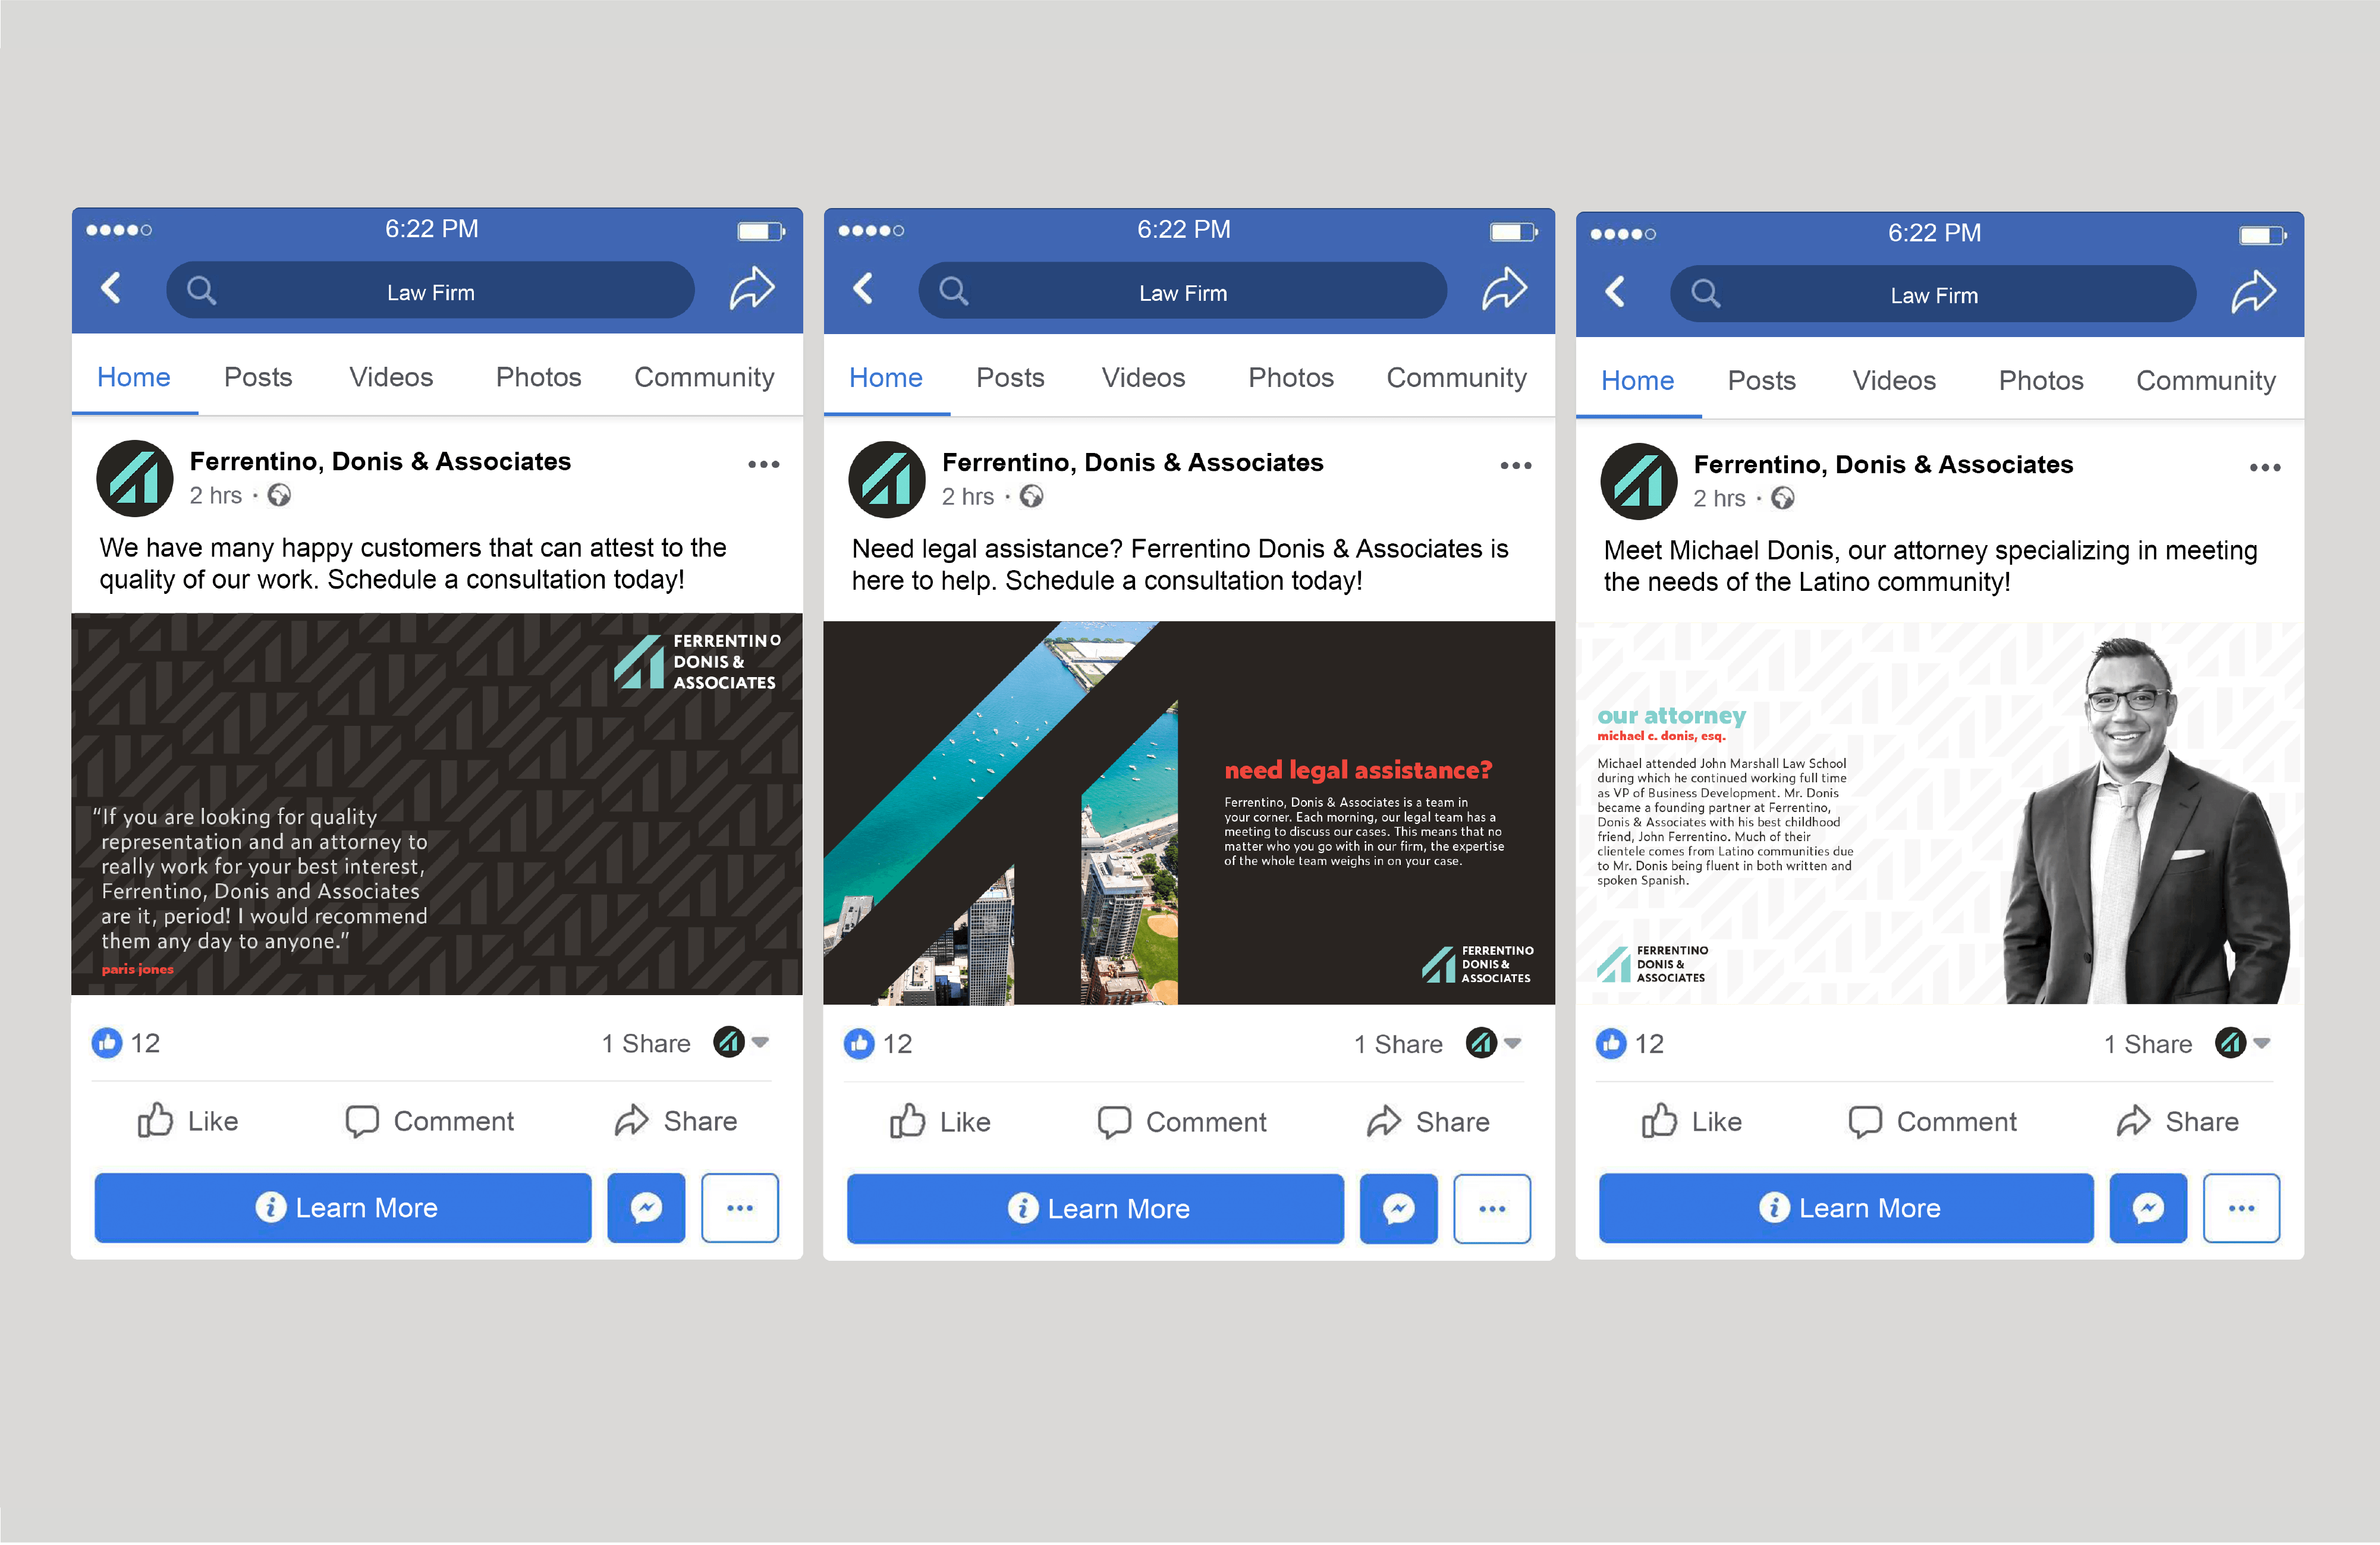 6:22 PM
Law Firm
Home Posts Videos Photos Community
Ferrentino, Donis & Associates
2 hrs ·
We have many happy customers that can attest to the
quality of our work. Schedule a consultation today!
FERRENTINO
DONIS &
ASSOCIATES
“If you are looking for quality
representation and an attorney to
really work for your best interest,
Ferrentino, Donis and Associates
are it, period! I would recommend
them any day to anyone.”
paris jones
12 1 Share
Like Comment Share
Learn More
6:22 PM
Law Firm
Home Posts Videos Photos Community
Ferrentino, Donis & Associates
2 hrs ·
Need legal assistance? Ferrentino Donis & Associates is
here to help. Schedule a consultation today!
need legal assistance?
Ferrentino, Donis & Associates is a team in
your corner. Each morning, our legal team has a
meeting to discuss our cases. This means that no
matter who you go with in our firm, the expertise
of the whole team weighs in on your case.
FERRENTINO
DONIS &
ASSOCIATES
12 1 Share
Like Comment Share
Learn More
6:22 PM
Law Firm
Home Posts Videos Photos Community
Ferrentino, Donis & Associates
2 hrs ·
Meet Michael Donis, our attorney specializing in meeting
the needs of the Latino community!
our attorney
michael c. donis, esq.
Michael attended John Marshall Law School
during which he continued working full time
as VP of Business Development. Mr. Donis
became a founding partner at Ferrentino,
Donis & Associates with his best childhood
friend, John Ferrentino. Much of their
clientele comes from Latino communities due
to Mr. Donis being fluent in both written and
spoken Spanish.
FERRENTINO
DONIS &
ASSOCIATES
12 1 Share
Like Comment Share
Learn More